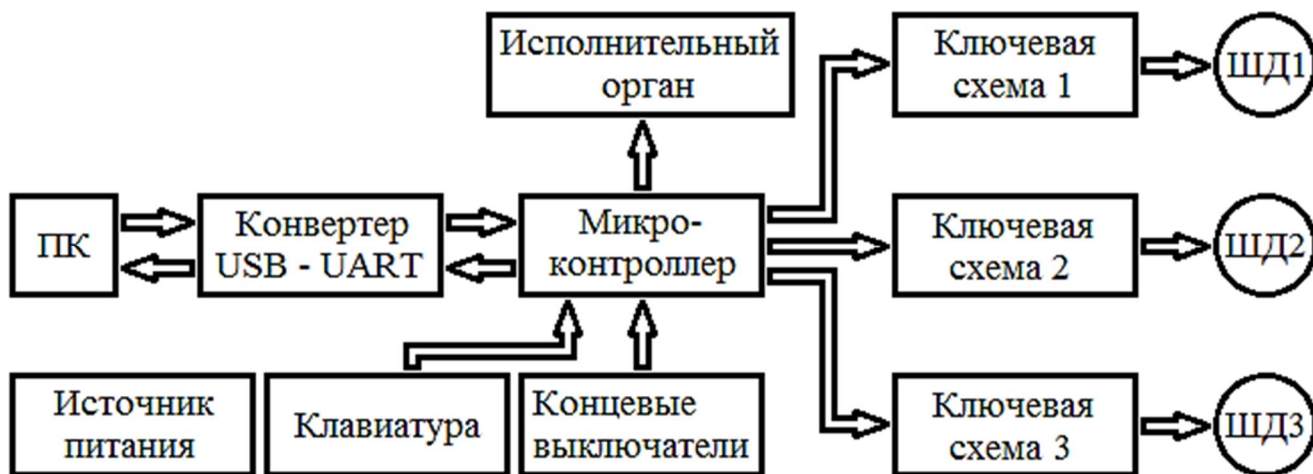 Исполнительный
орган
Ключевая
схема 1
ШД1
ПК
Конвертер
USB - UART
Микро-
контроллер
Ключевая
схема 2
ШД2
Источник
питания
Клавиатура
Концевые
выключатели
Ключевая
схема 3
ШД3